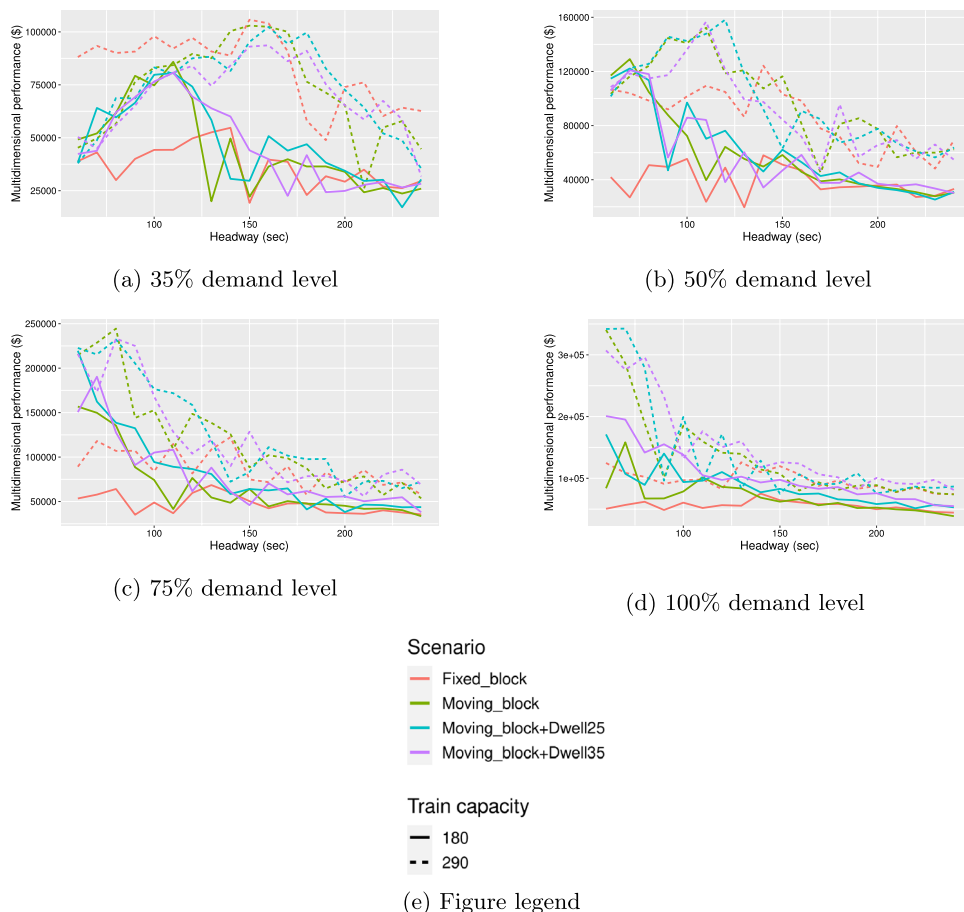 Multidimensional performance ($)
100000
75000
50000
25000
100
150
200
Headway (sec)
(a) 35% demand level
Multidimensional performance ($)
160000
120000
80000
40000
100
150
200
Headway (sec)
(b) 50% demand level
Multidimensional performance ($)
250000
200000
150000
100000
50000
100
150
200
Headway (sec)
(c) 75% demand level
Multidimensional performance ($)
3e+05
2e+05
1e+05
100
150
200
Headway (sec)
(d) 100% demand level
Scenario
Fixed_block
Moving_block
Moving_block+Dwell25
Moving_block+Dwell35
Train capacity
180
290
(e) Figure legend